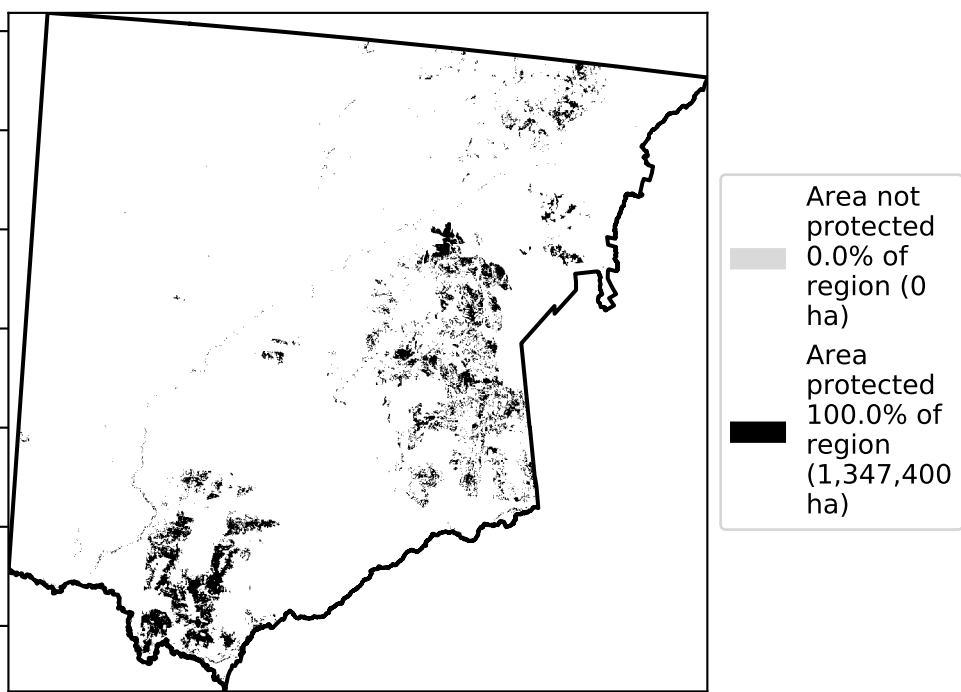 Area not
protected
0.0% of
region (0
ha)
Area
protected
100.0% of
region
(1,347,400
ha)